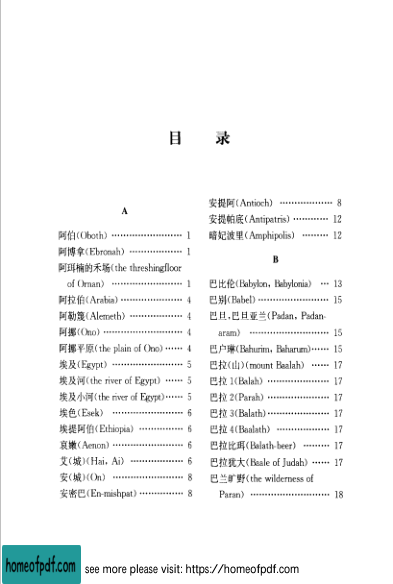 目 录
A
阿伯(Oboth) ························ 1
阿博拿(Ebronah) ·················· 1
阿珥楠的禾场(the threshingfloor
of Ornan) ························ 1
阿拉伯(Arabia) ····················· 4
阿勒篾(Alemeth) ·················· 4
阿挪(Ono) ··························· 4
阿挪平原(the plain of Ono) ······ 4
埃及(Egypt) ························ 5
埃及河(the river of Egypt) ······ 5
埃及小河(the river of Egypt)······ 5
埃色(Esek) ························ 6
埃提阿伯(Ethiopia) ··············· 6
哀嫩(Aenon) ························ 6
艾(城)(Hai, Ai) ··················· 6
安(城)(On) ························ 8
安密巴(En-mishpat) ··············· 8
安提阿(Antioch) ·················· 8
安提帕底(Antipatris) ············ 12
暗妃波里(Amphipolis) ········· 12
B
巴比伦(Babylon, Babylonia) ··· 13
巴别(Babel) ························ 15
巴旦,巴旦亚兰(Padan, Padan-
aram) ··························· 15
巴户琳(Bahurim, Baharum)······ 15
巴拉(山)(mount Baalah) ······ 17
巴拉 1(Balah) ····················· 17
巴拉 2(Parah) ····················· 17
巴拉 3(Balath)····················· 17
巴拉 4(Baalath) ·················· 17
巴拉比珥(Balath-beer) ········· 17
巴拉犹大(Baale of Judah) ······ 17
巴兰旷野(the wilderness of
Paran) ··························· 18
homeofpdf.com
see more please visit: https://homeofpdf.com